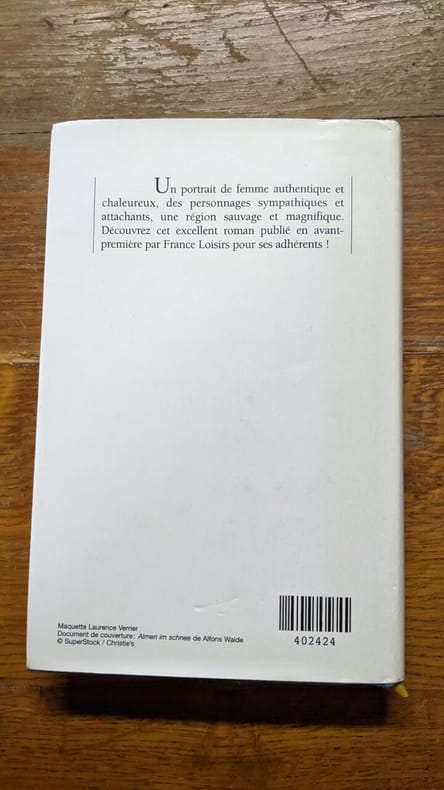 Un portrait de femme authentique et
chaleureux, des personnages sympathiques et
attachants, une région sauvage et magnifique.
Découvrez cet excellent roman publié en avant-
première par France Loisirs pour ses adhérents !
Maquette Laurence Verrier
Document de couverture : Almen im schnee de Alfons Walde
© SuperStock / Christie's
402424